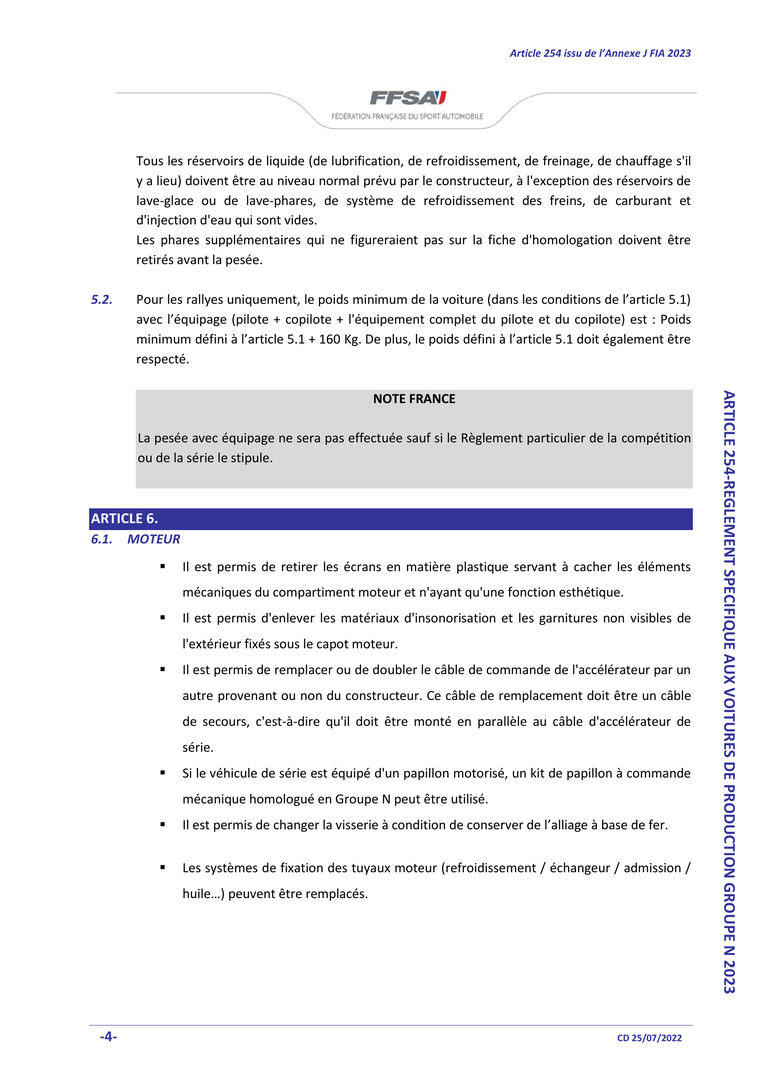 Article 254 issu de l’Annexe J FIA 2023
FFSA
FÉDÉRATION FRANÇAISE DU SPORT AUTOMOBILE
Tous les réservoirs de liquide (de lubrification, de refroidissement, de freinage, de chauffage s'il
y a lieu) doivent être au niveau normal prévu par le constructeur, à l'exception des réservoirs de
lave-glace ou de lave-phares, de système de refroidissement des freins, de carburant et
d'injection d'eau qui sont vides.
Les phares supplémentaires qui ne figureraient pas sur la fiche d'homologation doivent être
retirés avant la pesée.
5.2. Pour les rallyes uniquement, le poids minimum de la voiture (dans les conditions de l’article 5.1)
avec l’équipage (pilote + copilote + l'équipement complet du pilote et du copilote) est : Poids
minimum défini à l’article 5.1 + 160 Kg. De plus, le poids défini à l’article 5.1 doit également être
respecté.
NOTE FRANCE
La pesée avec équipage ne sera pas effectuée sauf si le Règlement particulier de la compétition
ou de la série le stipule.
ARTICLE 6.
6.1. MOTEUR
▪ Il est permis de retirer les écrans en matière plastique servant à cacher les éléments
mécaniques du compartiment moteur et n'ayant qu'une fonction esthétique.
▪ Il est permis d'enlever les matériaux d'insonorisation et les garnitures non visibles de
l'extérieur fixés sous le capot moteur.
▪ Il est permis de remplacer ou de doubler le câble de commande de l'accélérateur par un
autre provenant ou non du constructeur. Ce câble de remplacement doit être un câble
de secours, c'est-à-dire qu'il doit être monté en parallèle au câble d'accélérateur de
série.
▪ Si le véhicule de série est équipé d'un papillon motorisé, un kit de papillon à commande
mécanique homologué en Groupe N peut être utilisé.
▪ Il est permis de changer la visserie à condition de conserver de l’alliage à base de fer.
▪ Les systèmes de fixation des tuyaux moteur (refroidissement / échangeur / admission /
huile…) peuvent être remplacés.
ARTICLE 254-REGLEMENT SPECIFIQUE AUX VOITURES DE PRODUCTION GROUPE N 2023
-4-
CD 25/07/2022